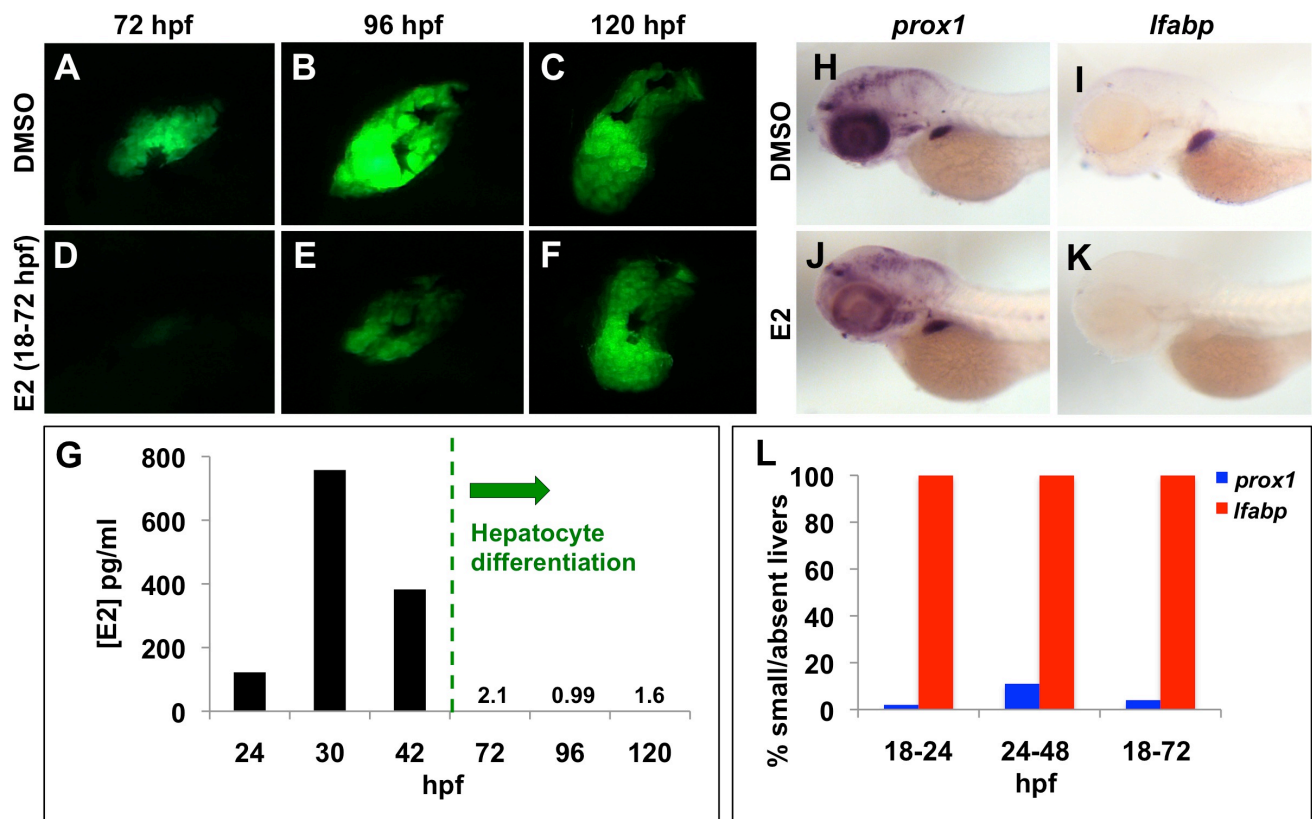 72 hpf
96 hpf
120 hpf
prox1
lfabp
DMSO
A
B
C
DMSO
H
I
E2 (18-72 hpf)
D
E
F
E2
J
K
G
[E2] pg/ml
800
600
400
200
0
Hepatocyte
differentiation
2.1
0.99
1.6
24
30
42
72
96
120
hpf
L
% small/absent livers
100
80
60
40
20
0
prox1
lfabp
18-24
24-48
18-72
hpf